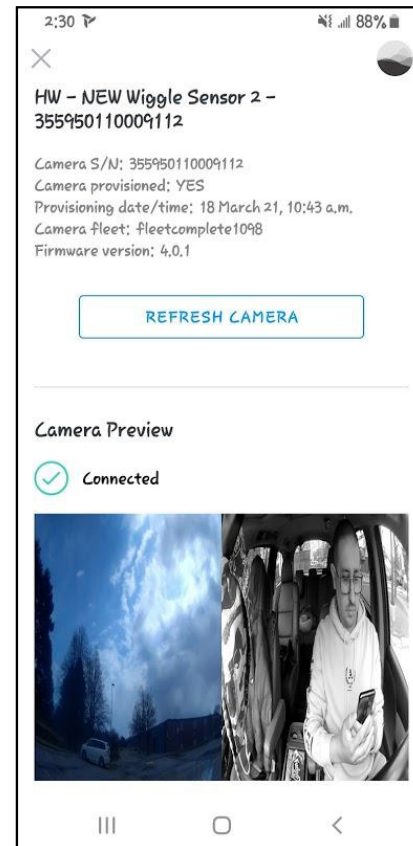 2:30 88%
HW - NEW Wiggle Sensor 2 -
355950110009112
Camera S/N: 355950110009112
Camera provisioned: YES
Provisioning date/time: 18 March 21, 10:43 a.m.
Camera fleet: fleetcomplete1098
Firmware version: 4.0.1
REFRESH CAMERA
Camera Preview
Connected